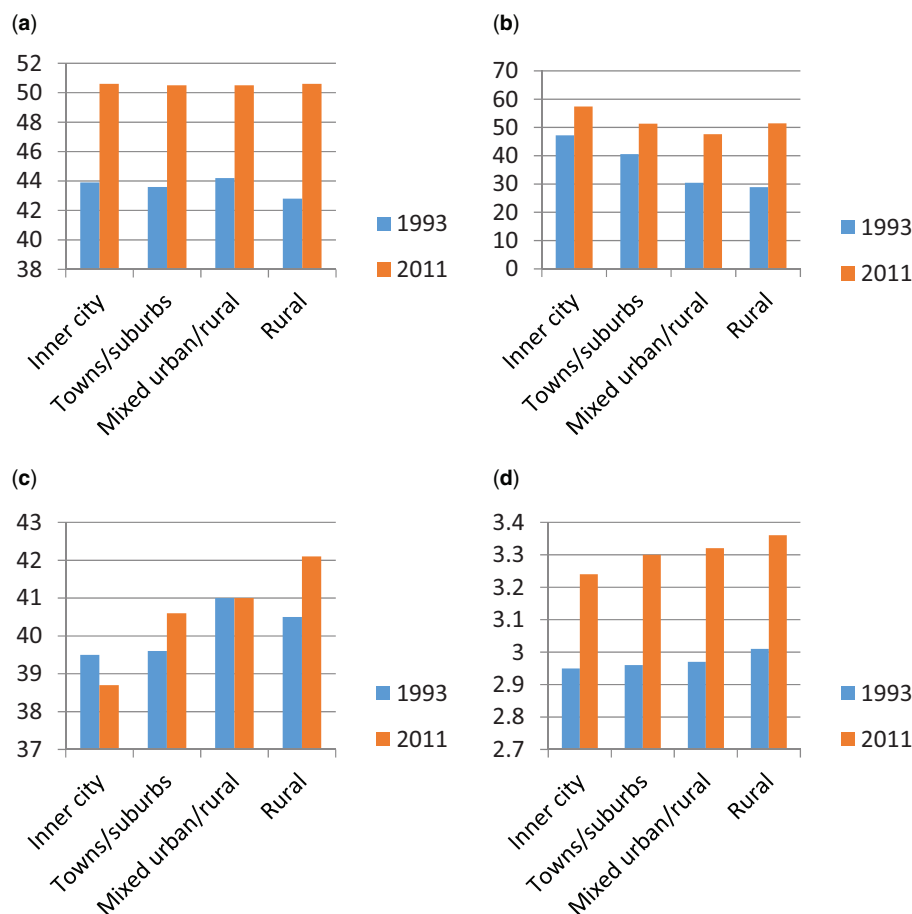 (a)
52
50
48
46
44
42
40
38
Inner city
Towns/suburbs
Mixed urban/rural
Rural
1993
2011
(b)
70
60
50
40
30
20
10
0
Inner city
Towns/suburbs
Mixed urban/rural
Rural
1993
2011
(c)
43
42
41
40
39
38
37
Inner city
Towns/suburbs
Mixed urban/rural
Rural
1993
2011
(d)
3.4
3.3
3.2
3.1
3
2.9
2.8
2.7
Inner city
Towns/suburbs
Mixed urban/rural
Rural
1993
2011